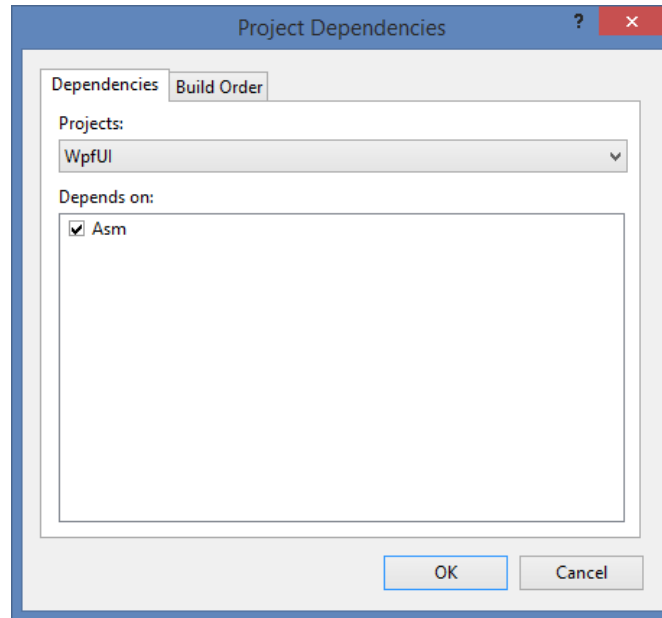 Project Dependencies ?
Dependencies Build Order
Projects:
WpfUI
Depends on:
Asm
OK Cancel